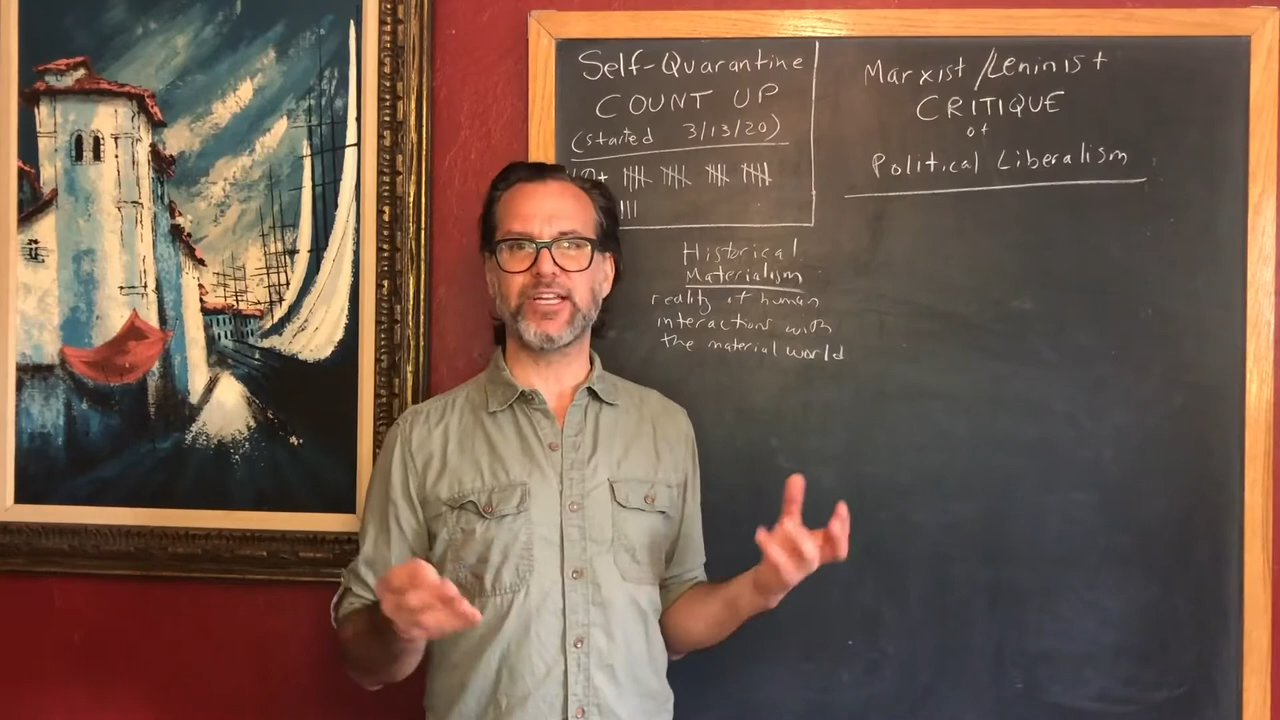 Self-Quarantine
COUNT UP
(started 3/13/20)
Historical
Materialism
reality of human
interactions with
the material world
Marxist/Leninist
CRITIQUE
of
Political Liberalism